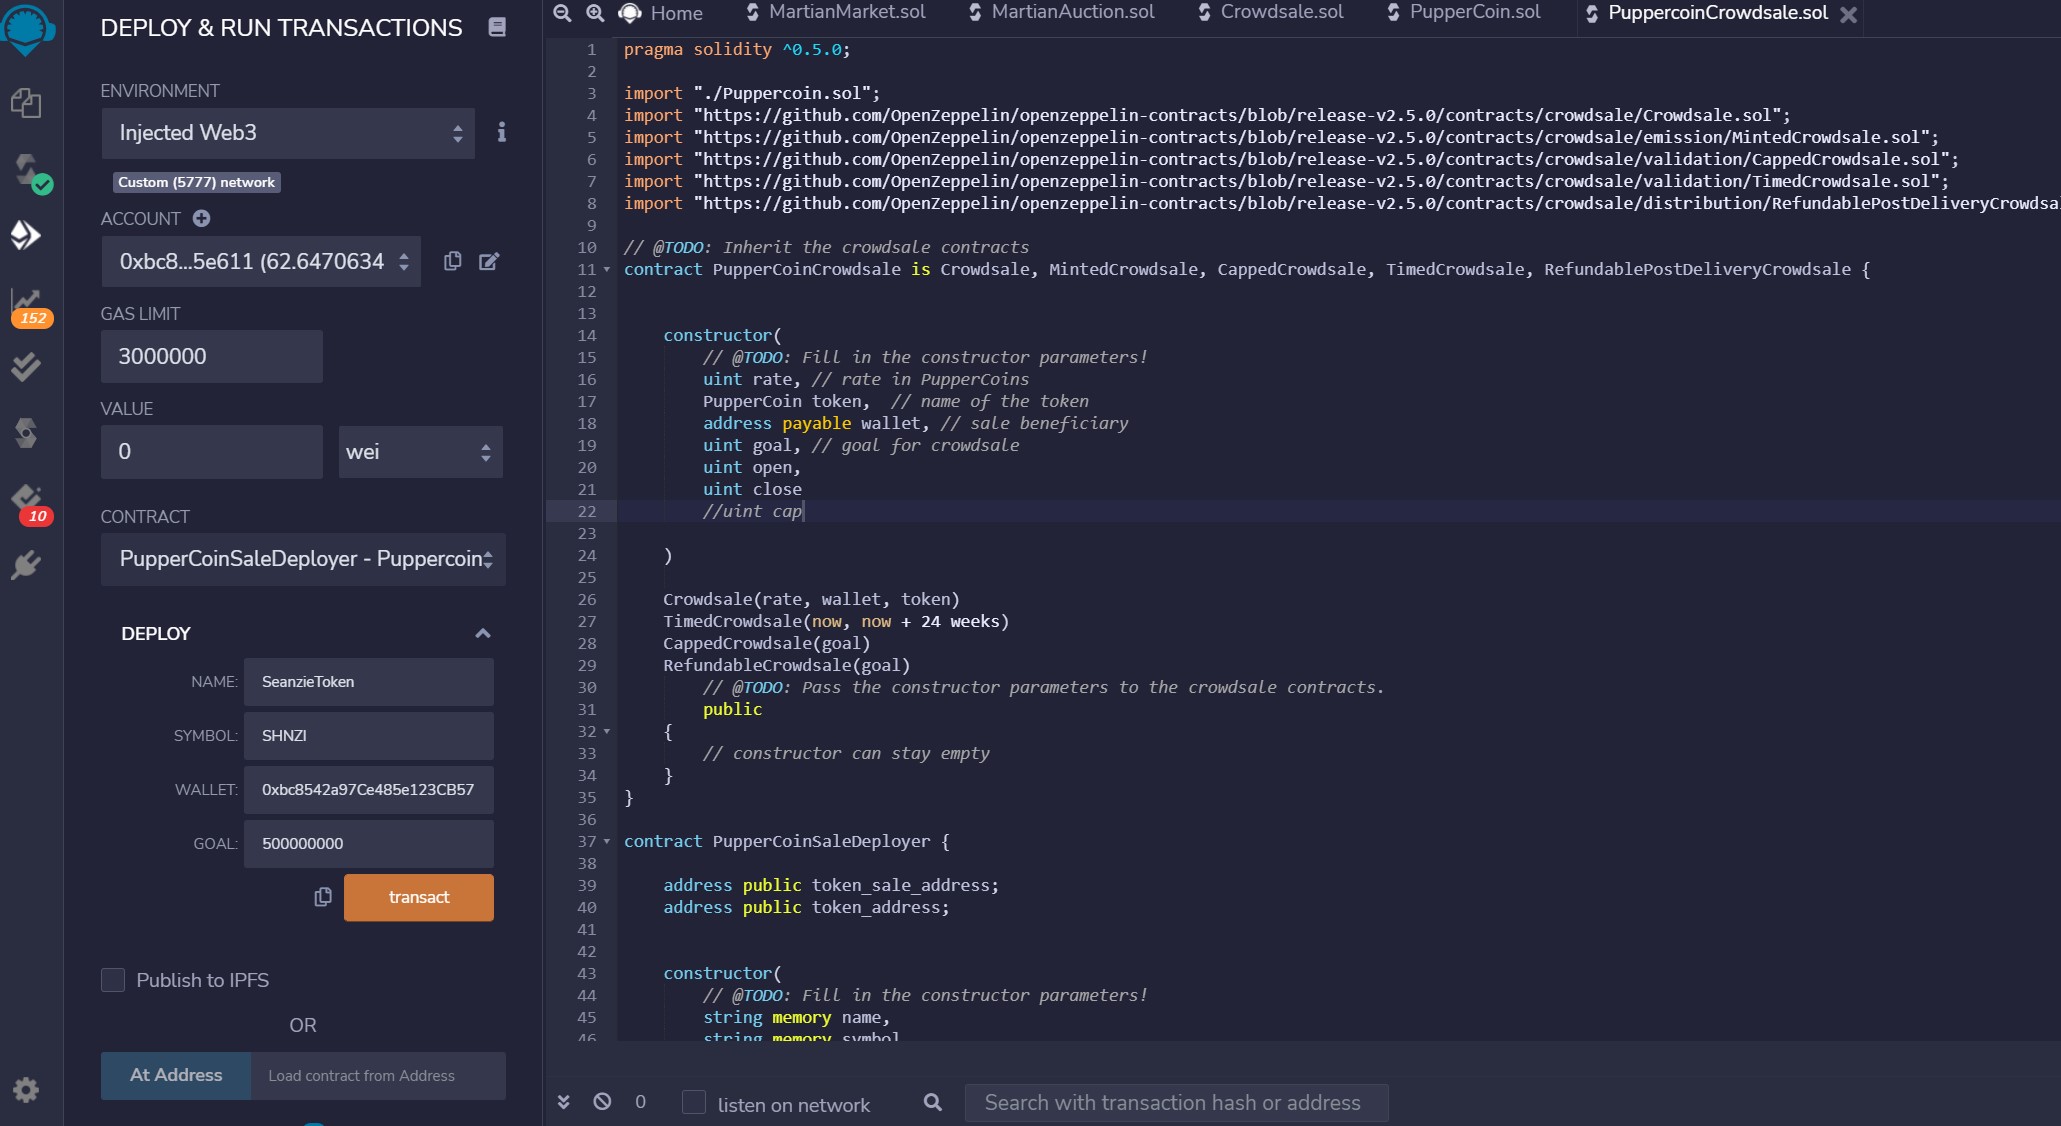 DEPLOY & RUN TRANSACTIONS
ENVIRONMENT
Injected Web3
Custom (5777) network
ACCOUNT
0xbc8...5e611 (62.6470634
GAS LIMIT
3000000
VALUE
0
wei
CONTRACT
PupperCoinSaleDeployer - Puppercoin
DEPLOY
NAME:
SeanzieToken
SYMBOL:
SHNZI
WALLET:
0xbc8542a97Ce485e123CB57
GOAL:
500000000
transact
Publish to IPFS
OR
At Address
Load contract from Address
152
10
Home
MartianMarket.sol
MartianAuction.sol
Crowdsale.sol
PupperCoin.sol
PuppercoinCrowdsale.sol
1 pragma solidity ^0.5.0;
2
3 import "./Puppercoin.sol";
4 import "https://github.com/OpenZeppelin/openzeppelin-contracts/blob/release-v2.5.0/contracts/crowdsale/Crowdsale.sol";
5 import "https://github.com/OpenZeppelin/openzeppelin-contracts/blob/release-v2.5.0/contracts/crowdsale/emission/MintedCrowdsale.sol";
6 import "https://github.com/OpenZeppelin/openzeppelin-contracts/blob/release-v2.5.0/contracts/crowdsale/validation/CappedCrowdsale.sol";
7 import "https://github.com/OpenZeppelin/openzeppelin-contracts/blob/release-v2.5.0/contracts/crowdsale/validation/TimedCrowdsale.sol";
8 import "https://github.com/OpenZeppelin/openzeppelin-contracts/blob/release-v2.5.0/contracts/crowdsale/distribution/RefundablePostDeliveryCrowdsa
9
10 // @TODO: Inherit the crowdsale contracts
11 contract PupperCoinCrowdsale is Crowdsale, MintedCrowdsale, CappedCrowdsale, TimedCrowdsale, RefundablePostDeliveryCrowdsale {
12
13
14 constructor(
15 // @TODO: Fill in the constructor parameters!
16 uint rate, // rate in PupperCoins
17 PupperCoin token, // name of the token
18 address payable wallet, // sale beneficiary
19 uint goal, // goal for crowdsale
20 uint open,
21 uint close
22 //uint cap
23
24 )
25
26 Crowdsale(rate, wallet, token)
27 TimedCrowdsale(now, now + 24 weeks)
28 CappedCrowdsale(goal)
29 RefundableCrowdsale(goal)
30 // @TODO: Pass the constructor parameters to the crowdsale contracts.
31 public
32 {
33 // constructor can stay empty
34 }
35 }
36
37 contract PupperCoinSaleDeployer {
38
39 address public token_sale_address;
40 address public token_address;
41
42
43 constructor(
44 // @TODO: Fill in the constructor parameters!
45 string memory name,
46 string memory symbol
0
listen on network
Search with transaction hash or address